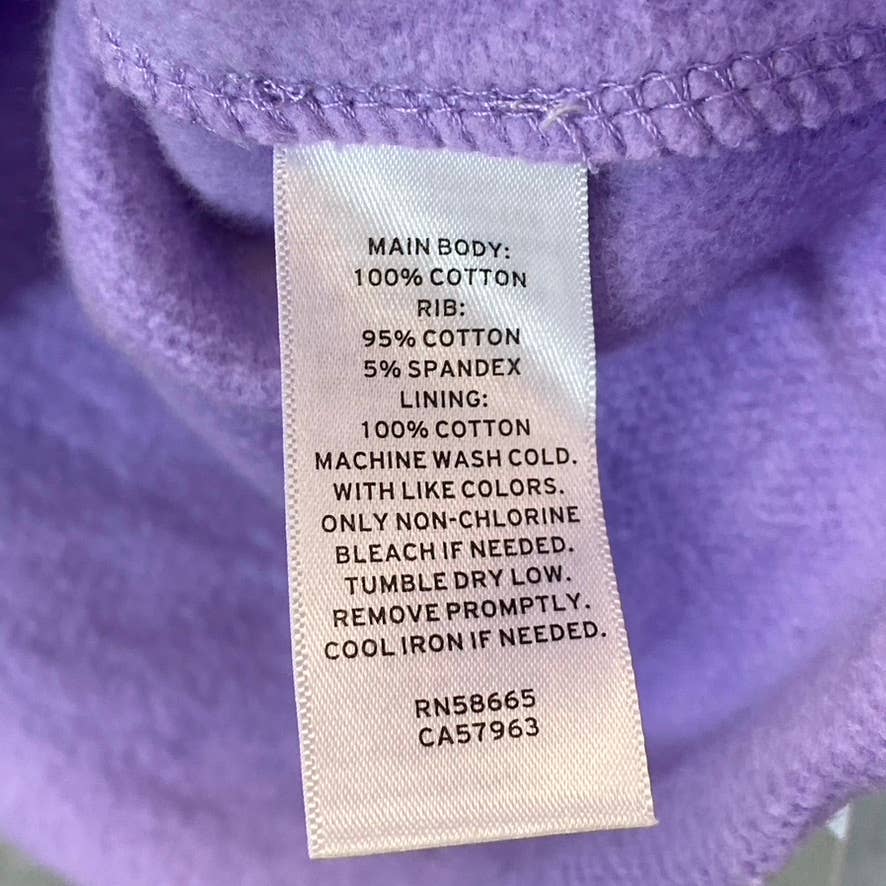 MAIN BODY:
100% COTTON
RIB:
95% COTTON
5% SPANDEX
LINING:
100% COTTON
MACHINE WASH COLD.
WITH LIKE COLORS.
ONLY NON-CHLORINE
BLEACH IF NEEDED.
TUMBLE DRY LOW.
REMOVE PROMPTLY.
COOL IRON IF NEEDED.
RN58665
CA57963